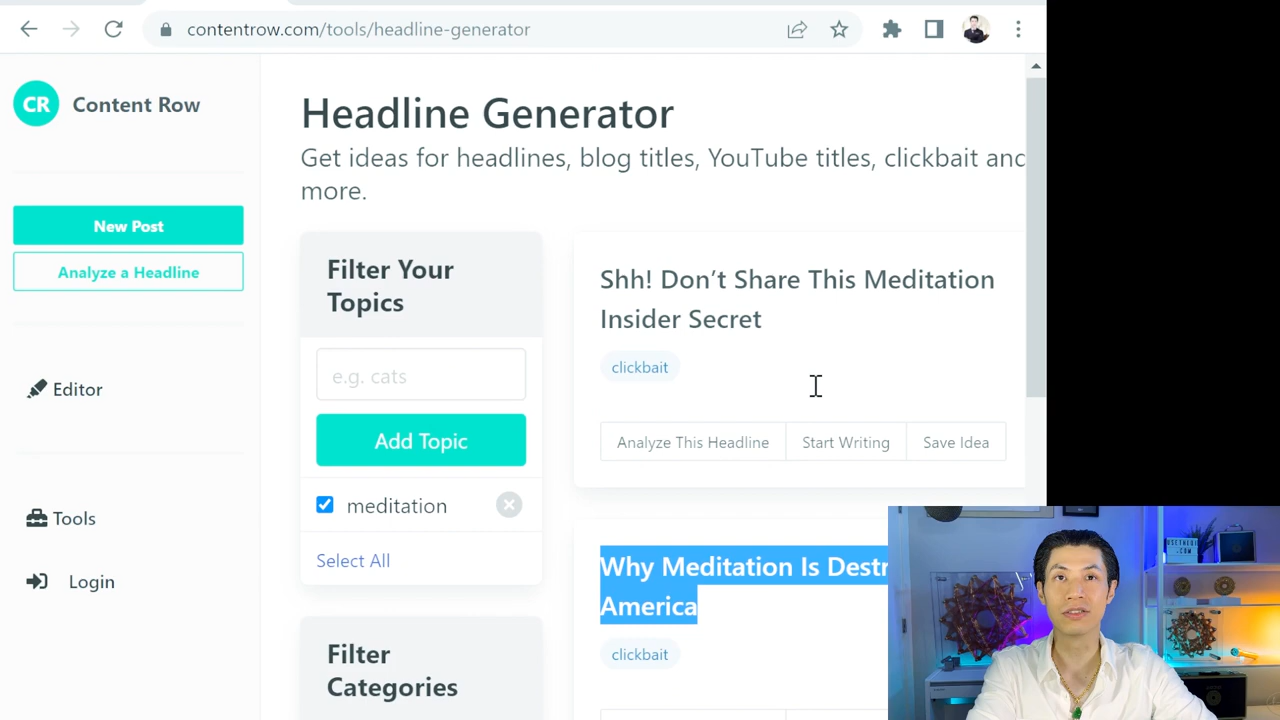 contentrow.com/tools/headline-generator
CR Content Row
New Post
Analyze a Headline
Editor
Tools
Login
Headline Generator
Get ideas for headlines, blog titles, YouTube titles, clickbait and
more.
Filter Your
Topics
e.g. cats
Add Topic
meditation
Select All
Filter
Categories
Shh! Don’t Share This Meditation
Insider Secret
clickbait
Analyze This Headline
Start Writing
Save Idea
Why Meditation Is Destr
America
clickbait